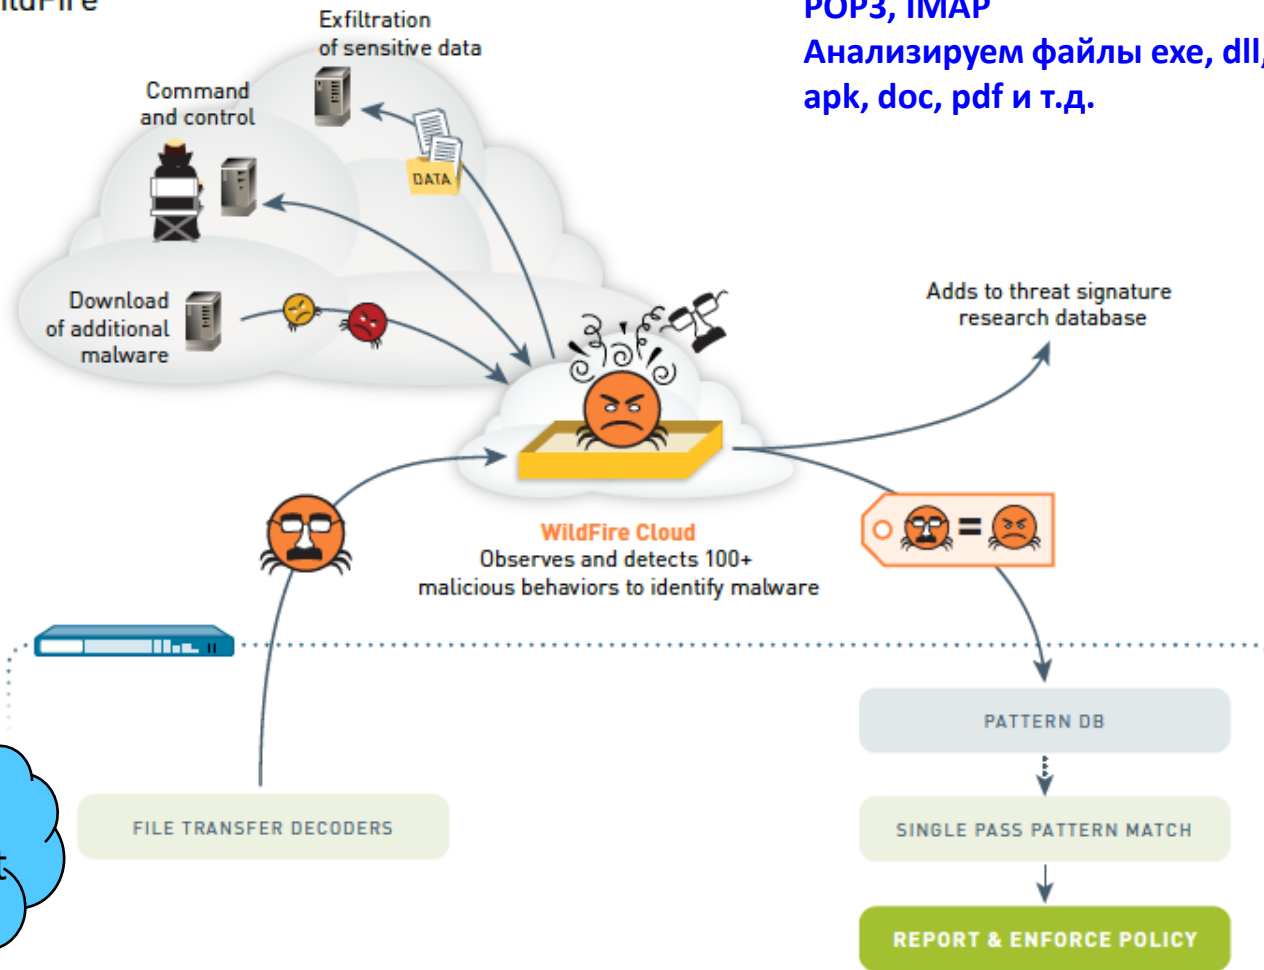 POP3, IMAP
Анализируем файлы exe, dll,
apk, doc, pdf и т.д.
Exfiltration
of sensitive data
Command
and control
DATA
Download
of additional
malware
Adds to threat signature
research database
WildFire Cloud
Observes and detects 100+
malicious behaviors to identify malware
=
PATTERN DB
FILE TRANSFER DECODERS
SINGLE PASS PATTERN MATCH
REPORT & ENFORCE POLICY